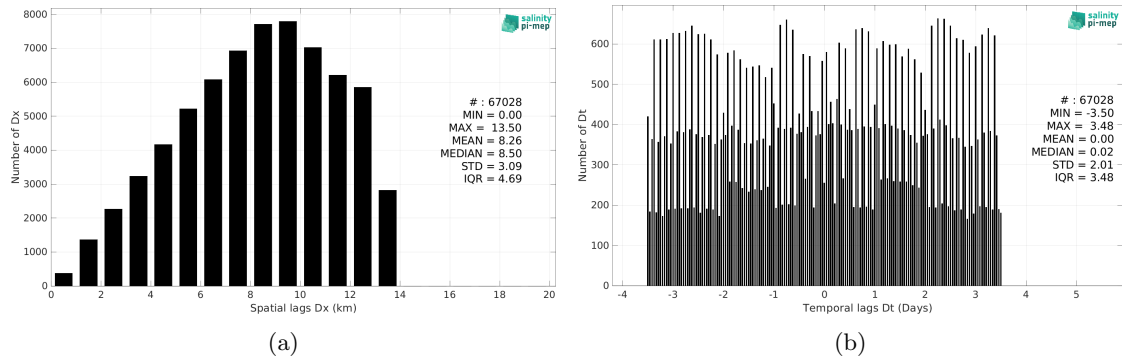 salinity
pi-mep
8000
7000
6000
5000
4000
3000
2000
1000
0
Number of Dx
# : 67028
MIN = 0.00
MAX = 13.50
MEAN = 8.26
MEDIAN = 8.50
STD = 3.09
IQR = 4.69
0 2 4 6 8 10 12 14 16 18 20
Spatial lags Dx (km)
(a)
salinity
pi-mep
600
500
400
300
200
100
0
Number of Dt
# : 67028
MIN = -3.50
MAX = 3.48
MEAN = 0.00
MEDIAN = 0.02
STD = 2.01
IQR = 3.48
-4 -3 -2 -1 0 1 2 3 4 5
Temporal lags Dt (Days)
(b)